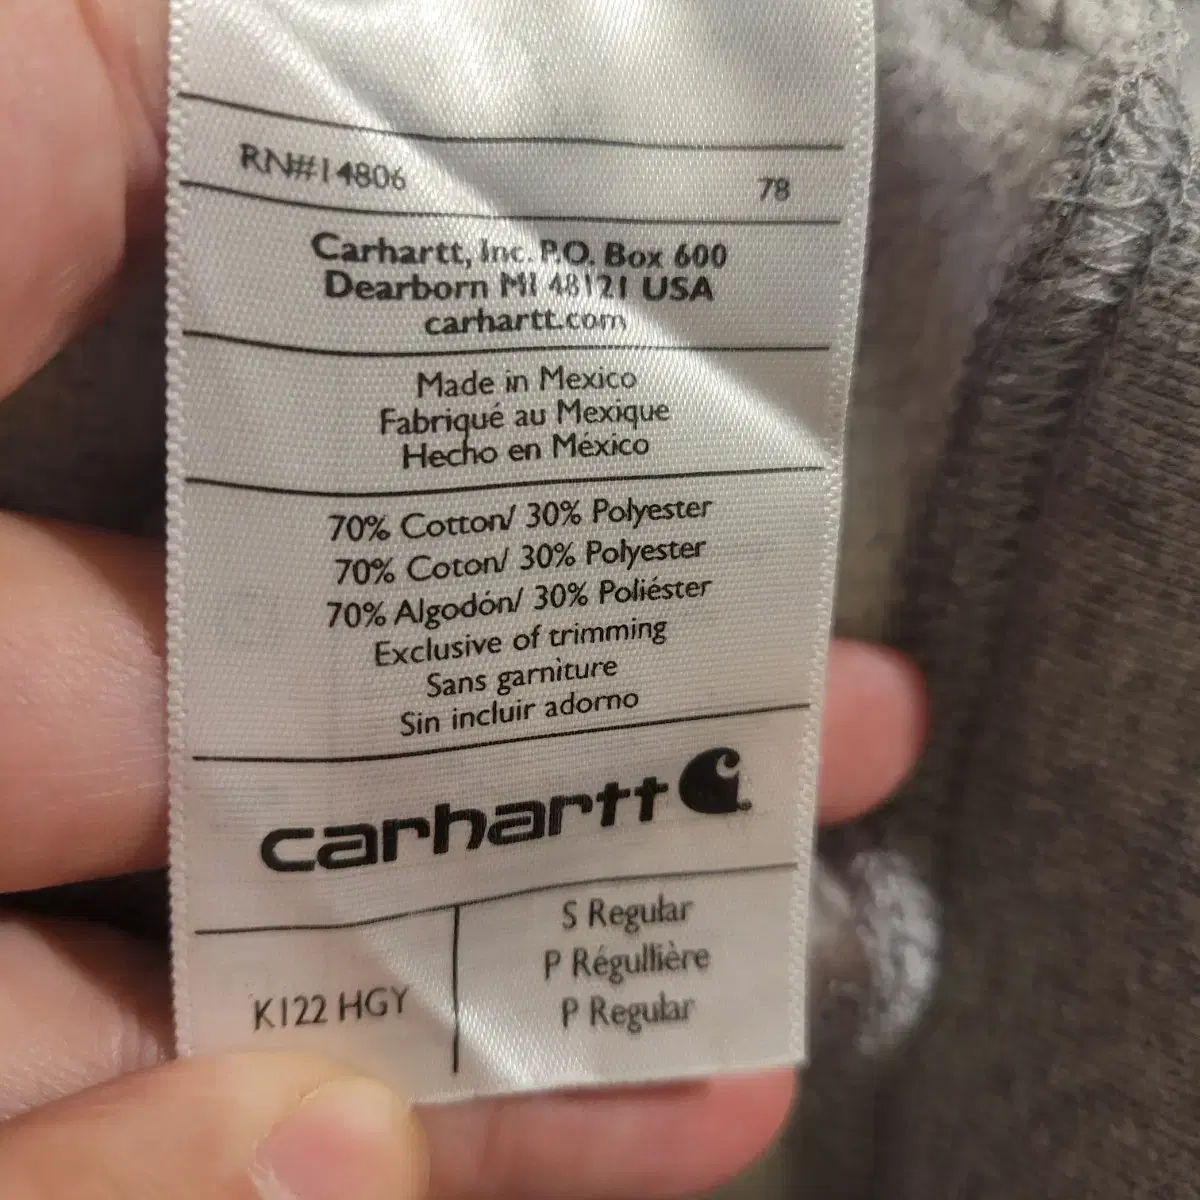 RN#14806 78
Carhartt, Inc. P.O. Box 600
Dearborn MI 48121 USA
carhartt.com
Made in Mexico
Fabriqué au Mexique
Hecho en México
70% Cotton/ 30% Polyester
70% Coton/ 30% Polyester
70% Algodón/ 30% Poliéster
Exclusive of trimming
Sans garniture
Sin incluir adorno
carhartt
K122 HGY
S Regular
P Régullière
P Regular